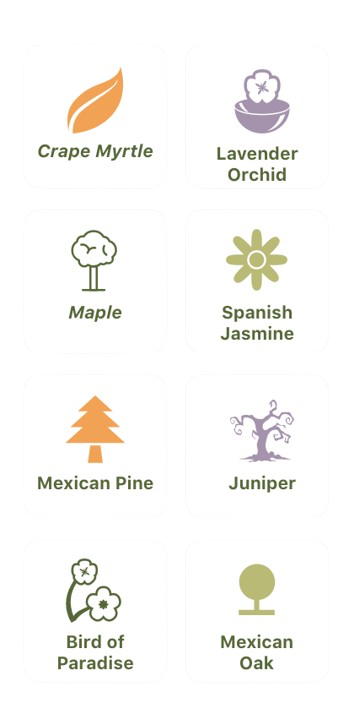 Crape Myrtle
Lavender
Orchid
Maple
Spanish
Jasmine
Mexican Pine
Juniper
Bird of
Paradise
Mexican
Oak